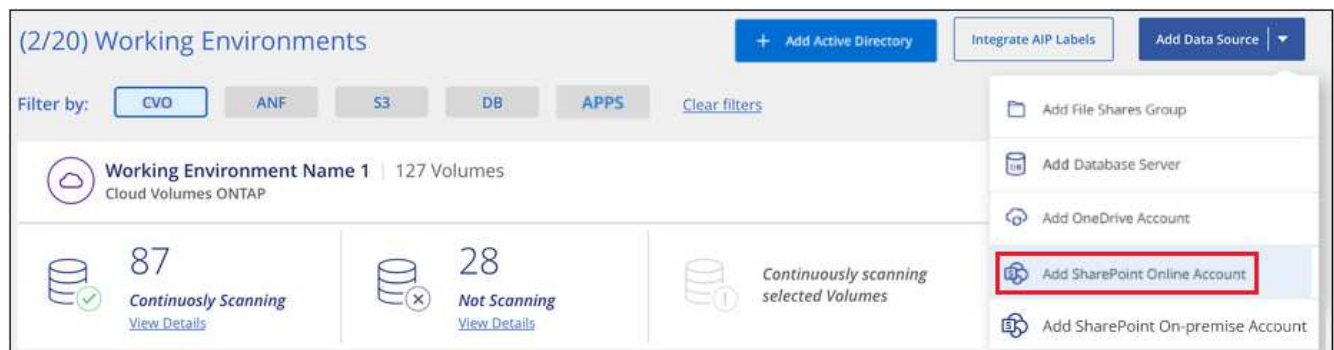 (2/20) Working Environments
+ Add Active Directory
Integrate AIP Labels
Add Data Source
Filter by: CVO ANF S3 DB APPS Clear filters
Add File Shares Group
Working Environment Name 1 | 127 Volumes
Cloud Volumes ONTAP
DB Add Database Server
Add OneDrive Account
87
Continuosly Scanning
View Details
28
Not Scanning
View Details
Continuously scanning
selected Volumes
Add SharePoint Online Account
Add SharePoint On-premise Account